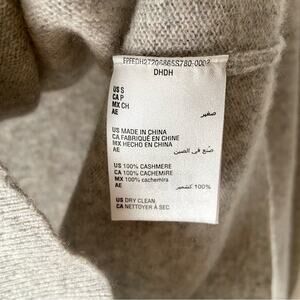 DHDH
US S
CA P
MX CH
AE صغير
US MADE IN CHINA
CA FABRIQUÉ EN CHINE
MX HECHO EN CHINA
AE صنع في الصين
US 100% CASHMERE
CA 100% CACHEMIRE
MX 100% cachemira
AE 100% كشمير
US DRY CLEAN
CA NETTOYER À SEC